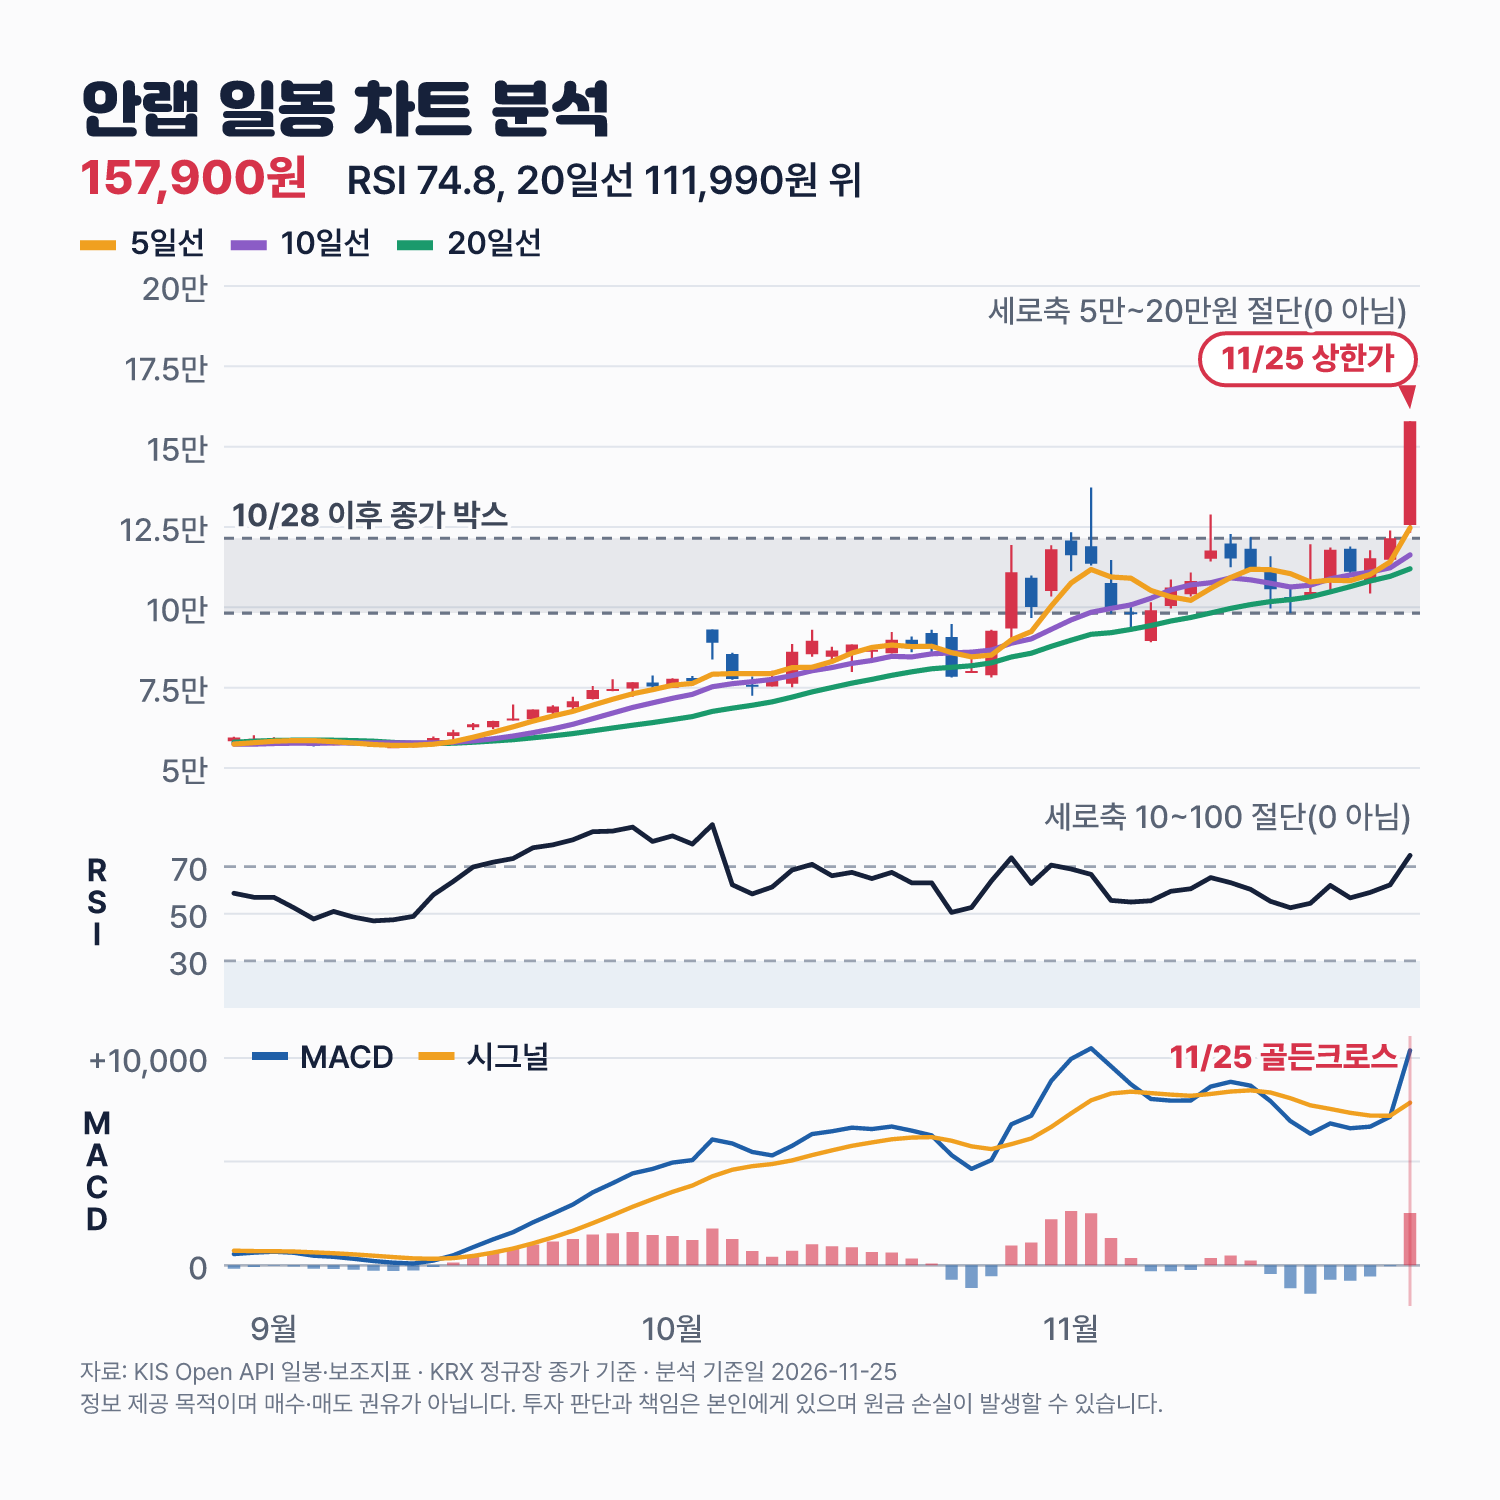 안랩 일봉 차트 분석
157,900원 RSI 74.8, 20일선 111,990원 위
5일선 10일선 20일선
20만
세로축 5만~20만원 절단(0 아님)
11/25 상한가
17.5만
15만
10/28 이후 종가 박스
12.5만
10만
7.5만
5만
세로축 10~100 절단(0 아님)
RSI
70
50
30
+10,000
MACD 시그널
11/25 골든크로스
MACD
0
9월 10월 11월
자료: KIS Open API 일봉·보조지표 · KRX 정규장 종가 기준 · 분석 기준일 2026-11-25
정보 제공 목적이며 매수·매도 권유가 아닙니다. 투자 판단과 책임은 본인에게 있으며 원금 손실이 발생할 수 있습니다.